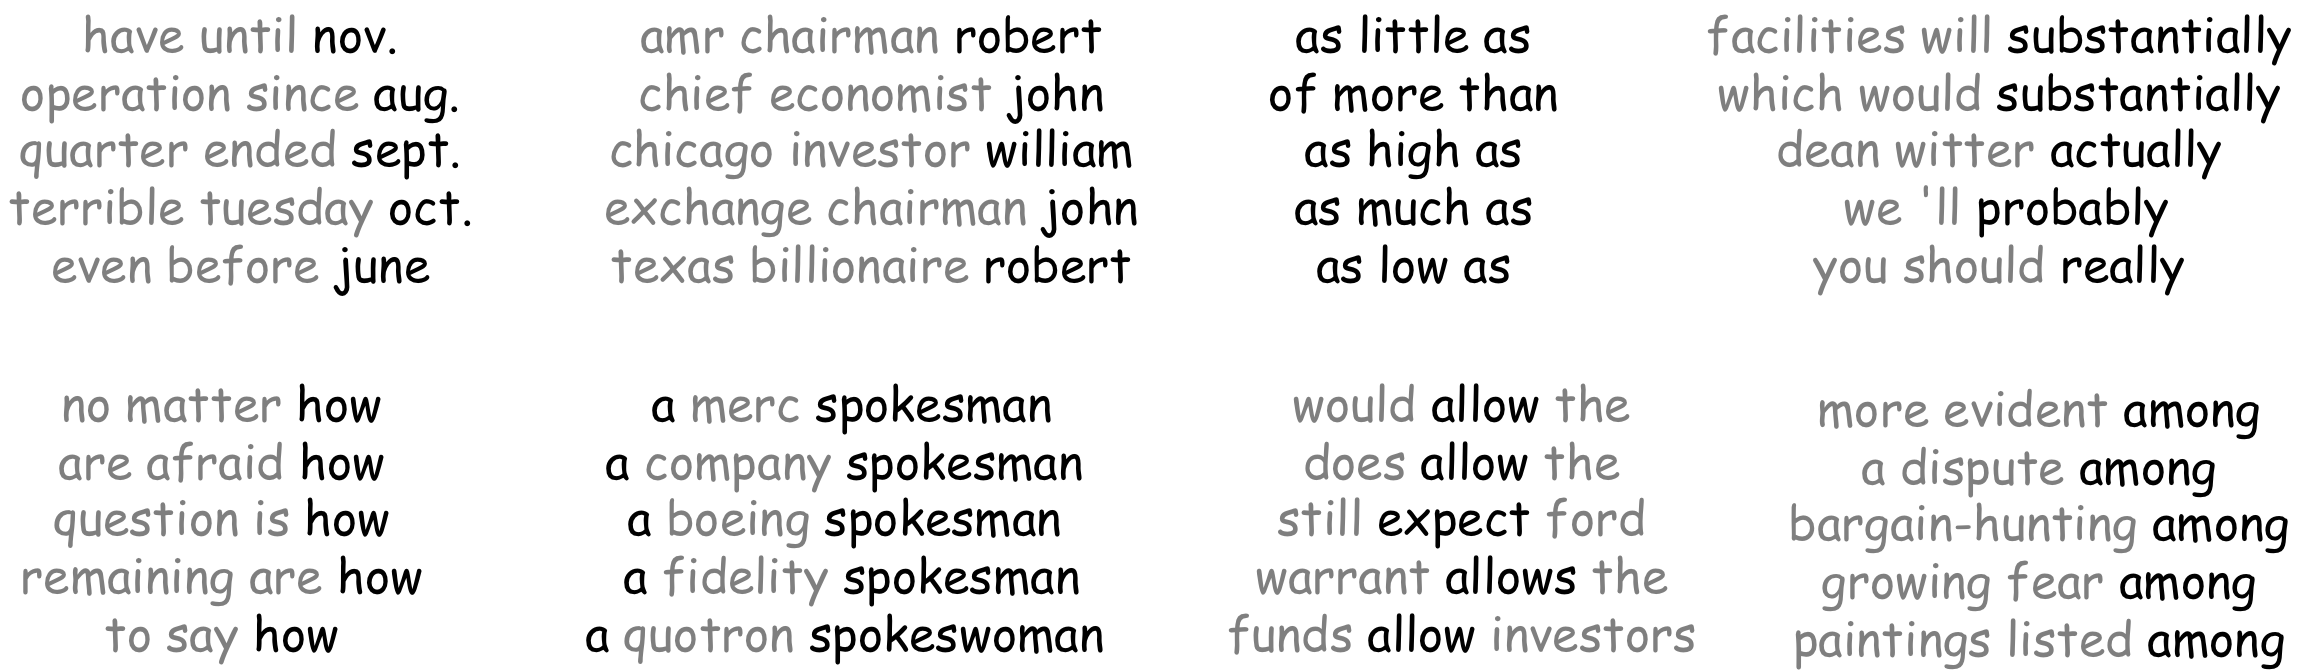 have until nov.
operation since aug.
quarter ended sept.
terrible tuesday oct.
even before june
amr chairman robert
chief economist john
chicago investor william
exchange chairman john
texas billionaire robert
as little as
of more than
as high as
as much as
as low as
facilities will substantially
which would substantially
dean witter actually
we 'll probably
you should really
no matter how
are afraid how
question is how
remaining are how
to say how
a merc spokesman
a company spokesman
a boeing spokesman
a fidelity spokesman
a quotron spokeswoman
would allow the
does allow the
still expect ford
warrant allows the
funds allow investors
more evident among
a dispute among
bargain-hunting among
growing fear among
paintings listed among